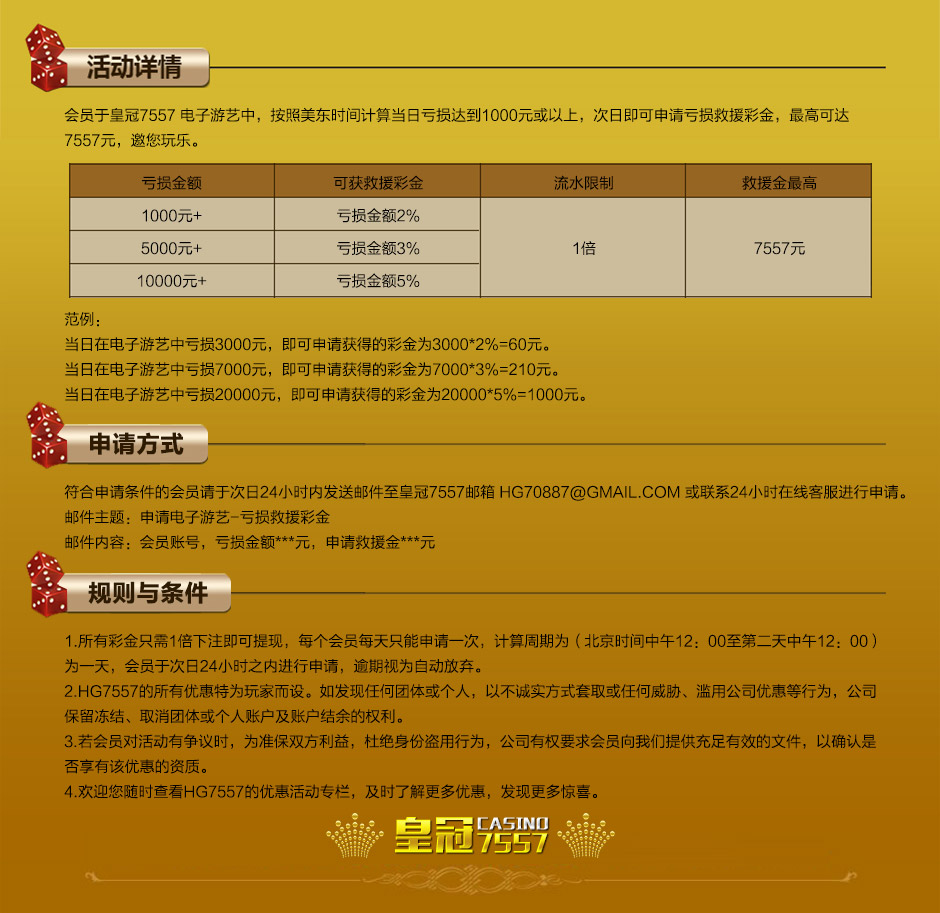 活动详情
会员于皇冠7557 电子游艺中，按照美东时间计算当日亏损达到1000元或以上，次日即可申请亏损救援彩金，最高可达
7557元，邀您玩乐。
亏损金额 可获救援彩金 流水限制 救援金最高
1000元+ 亏损金额2%
5000元+ 亏损金额3% 1倍 7557元
10000元+ 亏损金额5%
范例：
当日在电子游艺中亏损3000元，即可申请获得的彩金为3000*2%=60元。
当日在电子游艺中亏损7000元，即可申请获得的彩金为7000*3%=210元。
当日在电子游艺中亏损20000元，即可申请获得的彩金为20000*5%=1000元。
申请方式
符合申请条件的会员请于次日24小时内发送邮件至皇冠7557邮箱 HG70887@GMAIL.COM 或联系24小时在线客服进行申请。
邮件主题：申请电子游艺-亏损救援彩金
邮件内容：会员账号，亏损金额***元，申请救援金***元
规则与条件
1.所有彩金只需1倍下注即可提现，每个会员每天只能申请一次，计算周期为（北京时间中午12：00至第二天中午12：00）
为一天，会员于次日24小时之内进行申请，逾期视为自动放弃。
2.HG7557的所有优惠特为玩家而设。如发现任何团体或个人，以不诚实方式套取或任何威胁、滥用公司优惠等行为，公司
保留冻结、取消团体或个人账户及账户结余的权利。
3.若会员对活动有争议时，为准保双方利益，杜绝身份盗用行为，公司有权要求会员向我们提供充足有效的文件，以确认是
否享有该优惠的资质。
4.欢迎您随时查看HG7557的优惠活动专栏，及时了解更多优惠，发现更多惊喜。
皇冠 CASINO
7557